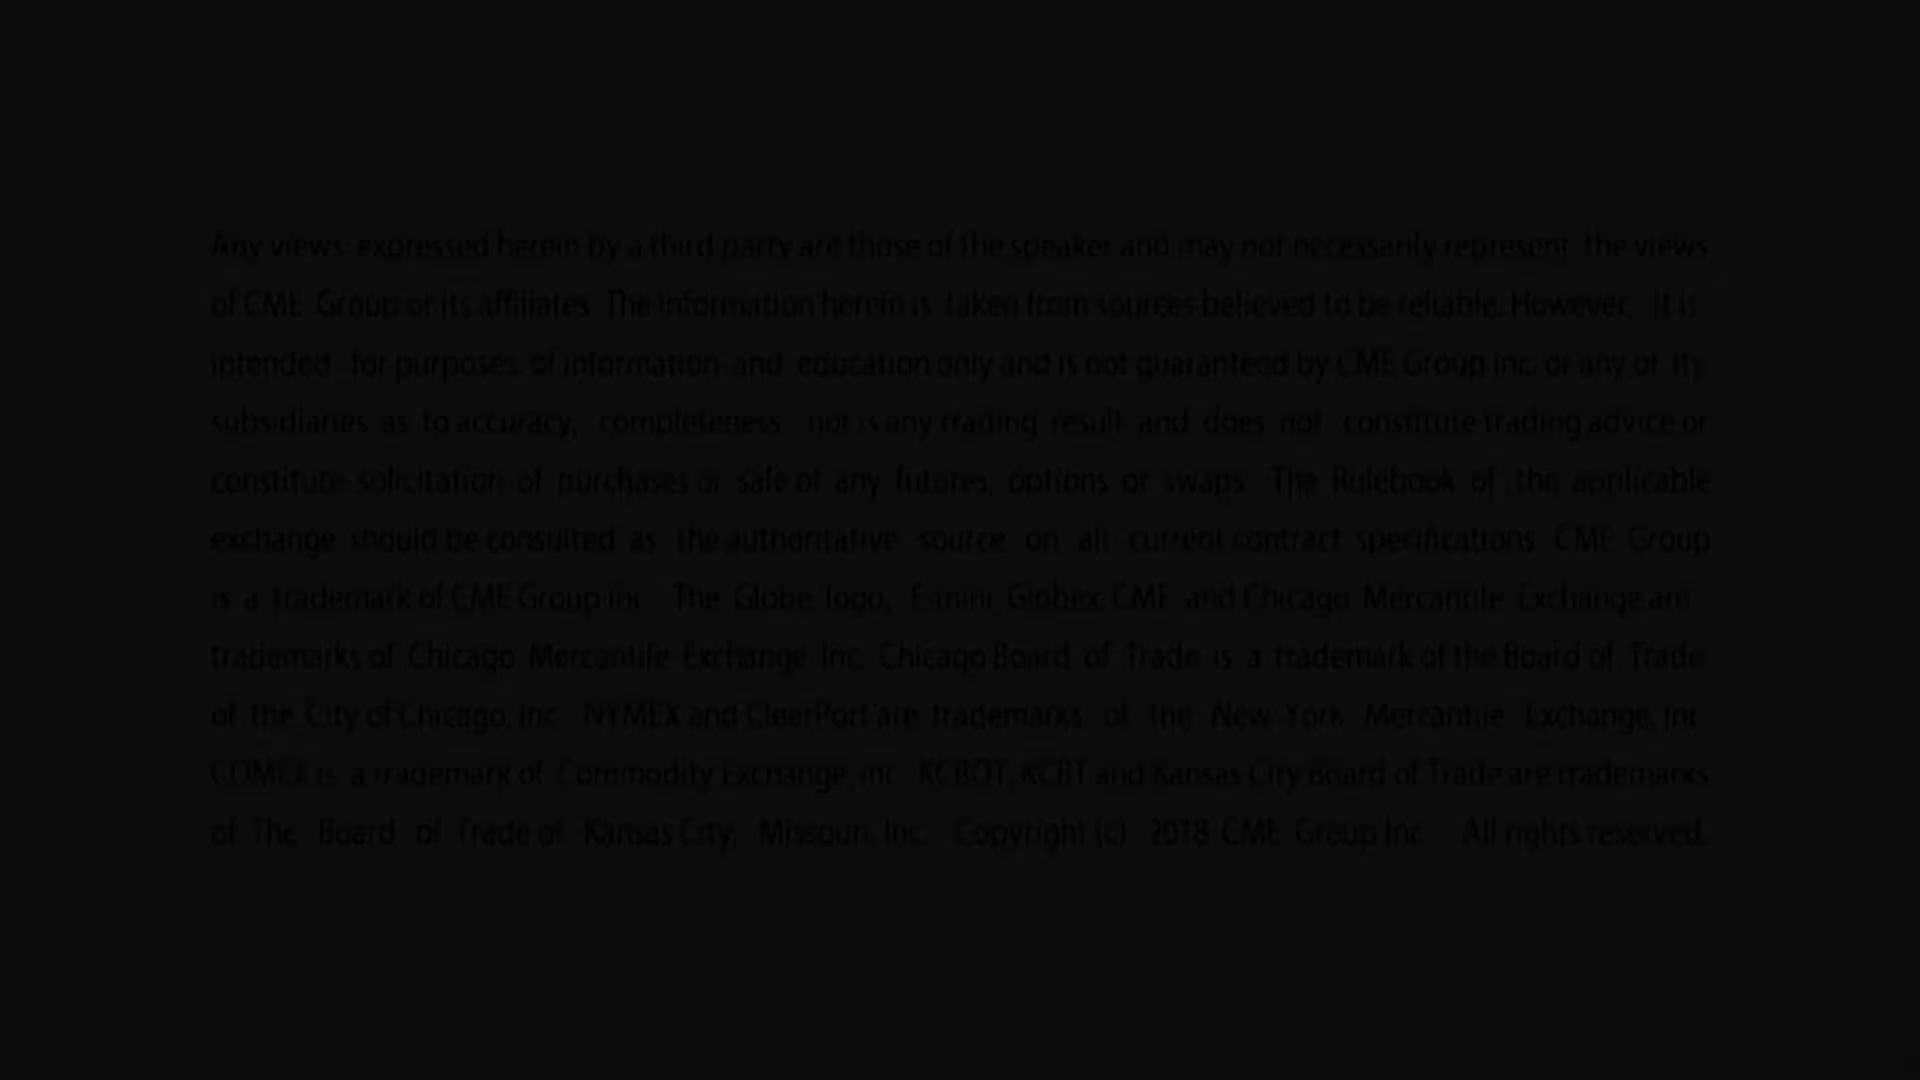 Any views expressed herein by a third party are those of the speaker and may not necessarily represent the views
of CME Group or its affiliates. The information herein is taken from sources believed to be reliable. However, it is
intended for purposes of information and education only and is not guaranteed by CME Group Inc. or any of its
subsidiaries as to accuracy, completeness, nor is any trading result and does not constitute trading advice or
constitute solicitation of purchases or sale of any futures, options or swaps. The Rulebook of the applicable
exchange should be consulted as the authoritative source on all current contract specifications. CME Group
is a trademark of CME Group Inc. The Globe logo, E-mini, Globex, CME and Chicago Mercantile Exchange are
trademarks of Chicago Mercantile Exchange Inc. Chicago Board of Trade is a trademark of the Board of Trade
of the City of Chicago, Inc. NYMEX and ClearPort are trademarks of the New York Mercantile Exchange, Inc.
COMEX is a trademark of Commodity Exchange, Inc. KCBOT, KCBT and Kansas City Board of Trade are trademarks
of The Board of Trade of Kansas City, Missouri, Inc. Copyright (c) 2018 CME Group Inc. All rights reserved.